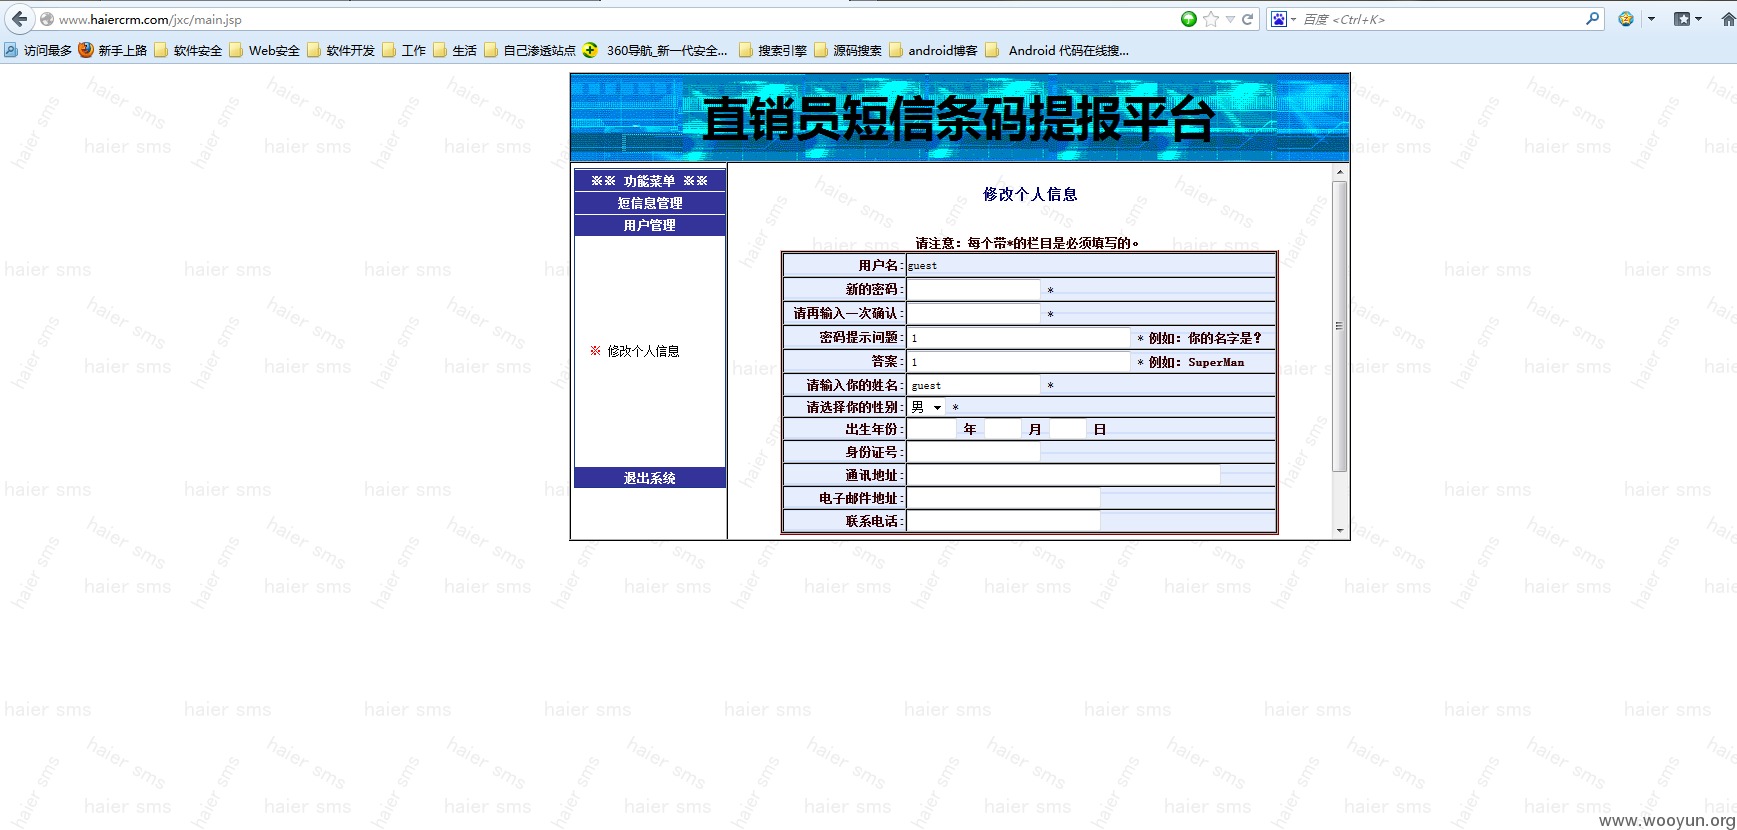 www.haiercrm.com/jxc/main.jsp
百度 <Ctrl+K>
访问最多 新手上路 软件安全 Web安全 软件开发 工作 生活 自己渗透站点 360导航_新一代安全... 搜索引擎 源码搜索 android博客 Android 代码在线搜...
直销员短信条码提报平台
※※ 功能菜单 ※※
短信息管理
用户管理
※ 修改个人信息
退出系统
修改个人信息
请注意：每个带*的栏目是必须填写的。
用户名: guest
新的密码: *
请再输入一次确认: *
密码提示问题: 1 * 例如：你的名字是？
答案: 1 * 例如：SuperMan
请输入你的姓名: guest *
请选择你的性别: 男 *
出生年份: 年 月 日
身份证号:
通讯地址:
电子邮件地址:
联系电话:
haier sms
www.wooyun.org